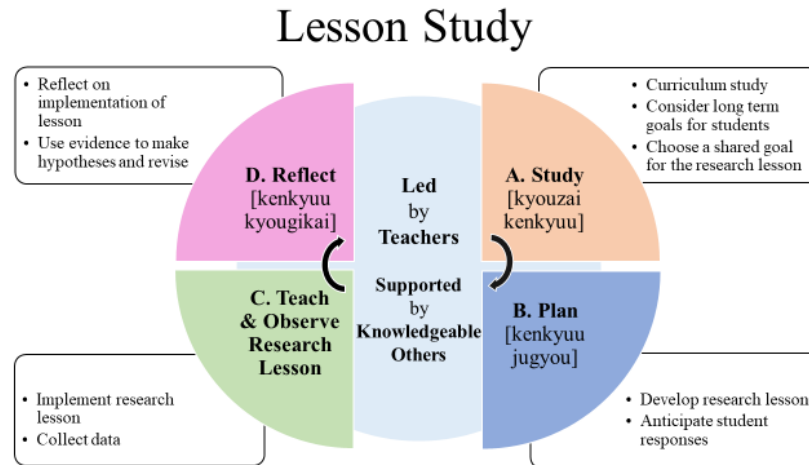 Lesson Study
• Reflect on
implementation of
lesson
• Use evidence to make
hypotheses and revise
D. Reflect
[kenkyuu
kyougikai]
Led
by
Teachers
Supported
by
Knowledgeable
Others
A. Study
[kyouzai
kenkyuu]
• Curriculum study
• Consider long term
goals for students
• Choose a shared goal
for the research lesson
C. Teach
& Observe
Research
Lesson
B. Plan
[kenkyuu
jugyou]
• Implement research
lesson
• Collect data
• Develop research lesson
• Anticipate student
responses